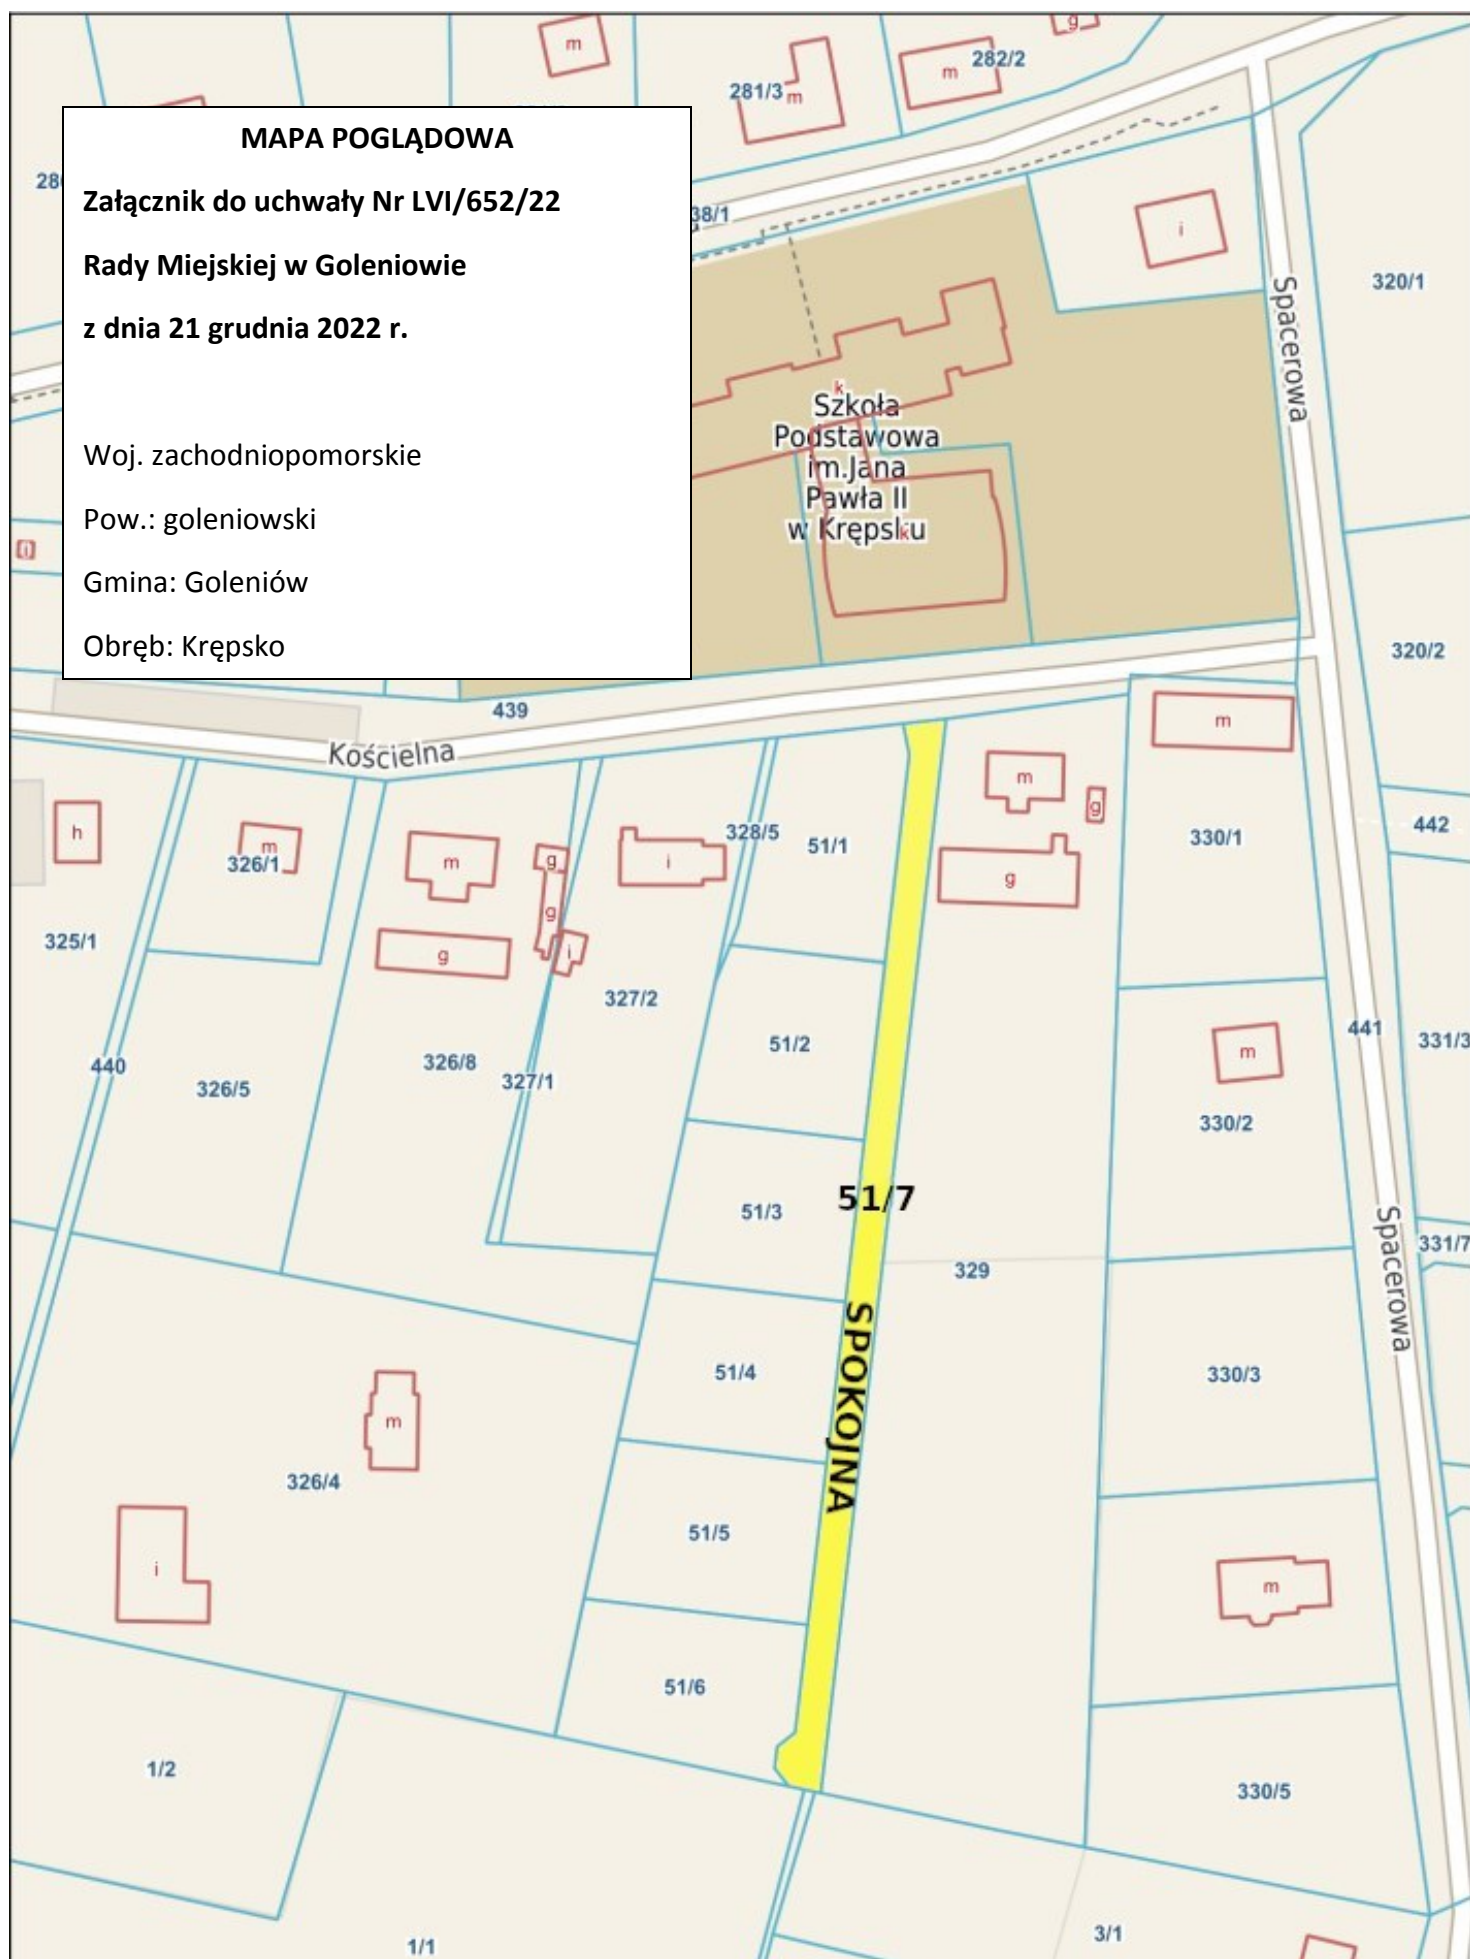 m
g
m
282/2
281/3
m
MAPA POGLĄDOWA
Załącznik do uchwały Nr LVI/652/22
Rady Miejskiej w Goleniowie
z dnia 21 grudnia 2022 r.
Woj. zachodniopomorskie
Pow.: goleniowski
Gmina: Goleniów
Obręb: Krępsko
38/1
i
320/1
Spacerowa
k
Szkoła
Podstawowa
im.Jana
Pawła II
w Krępsku
k
i
320/2
439
Kościelna
m
m
g
h
m
326/1
m
g
i
328/5
51/1
g
330/1
442
g
325/1
g
i
327/2
51/2
441
331/3
m
440
326/5
326/8
327/1
330/2
51/3
51/7
Spacerowa
331/7
329
SPOKOJNA
51/4
330/3
m
326/4
51/5
i
m
51/6
1/2
330/5
1/1
3/1